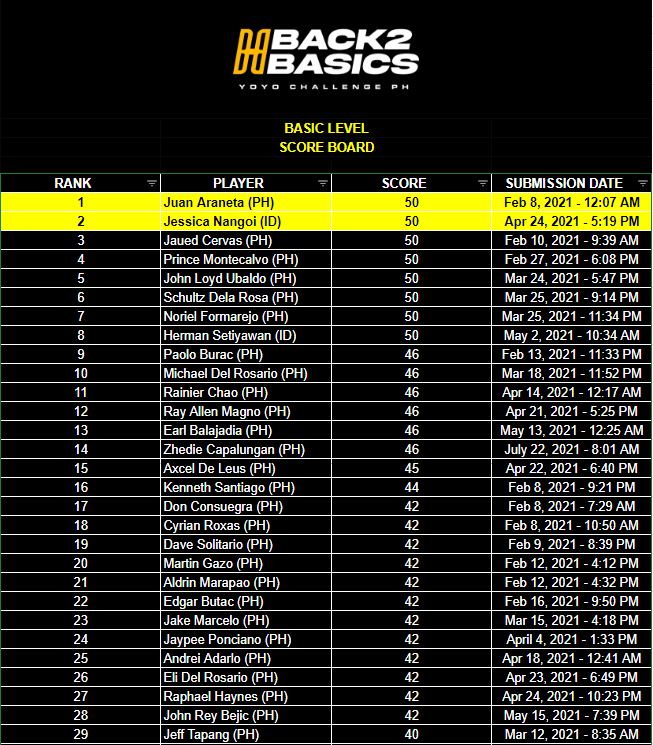 BACK2
BASICS
YOYO CHALLENGE PH
BASIC LEVEL
SCORE BOARD
RANK PLAYER SCORE SUBMISSION DATE
1 Juan Araneta (PH) 50 Feb 8, 2021 - 12:07 AM
2 Jessica Nangoi (ID) 50 Apr 24, 2021 - 5:19 PM
3 Jaued Cervas (PH) 50 Feb 10, 2021 - 9:39 AM
4 Prince Montecalvo (PH) 50 Feb 27, 2021 - 6:08 PM
5 John Loyd Ubaldo (PH) 50 Mar 24, 2021 - 5:47 PM
6 Schultz Dela Rosa (PH) 50 Mar 25, 2021 - 9:14 PM
7 Noriel Formarejo (PH) 50 Mar 25, 2021 - 11:34 PM
8 Herman Setiyawan (ID) 50 May 2, 2021 - 10:34 AM
9 Paolo Burac (PH) 46 Feb 13, 2021 - 11:33 PM
10 Michael Del Rosario (PH) 46 Mar 18, 2021 - 11:52 PM
11 Rainier Chao (PH) 46 Apr 14, 2021 - 12:17 AM
12 Ray Allen Magno (PH) 46 Apr 21, 2021 - 5:25 PM
13 Earl Balajadia (PH) 46 May 13, 2021 - 12:25 AM
14 Zhedie Capalungan (PH) 46 July 22, 2021 - 8:01 AM
15 Axcel De Leus (PH) 45 Apr 22, 2021 - 6:40 PM
16 Kenneth Santiago (PH) 44 Feb 8, 2021 - 9:21 PM
17 Don Consuegra (PH) 42 Feb 8, 2021 - 7:29 AM
18 Cyrian Roxas (PH) 42 Feb 8, 2021 - 10:50 AM
19 Dave Solitario (PH) 42 Feb 9, 2021 - 8:39 PM
20 Martin Gazo (PH) 42 Feb 12, 2021 - 4:12 PM
21 Aldrin Marapao (PH) 42 Feb 12, 2021 - 4:32 PM
22 Edgar Butac (PH) 42 Feb 16, 2021 - 9:50 PM
23 Jake Marcelo (PH) 42 Mar 15, 2021 - 4:18 PM
24 Jaypee Ponciano (PH) 42 April 4, 2021 - 1:33 PM
25 Andrei Adarlo (PH) 42 Apr 18, 2021 - 12:41 AM
26 Eli Del Rosario (PH) 42 Apr 23, 2021 - 6:49 PM
27 Raphael Haynes (PH) 42 Apr 24, 2021 - 10:23 PM
28 John Rey Bejic (PH) 42 May 15, 2021 - 7:39 PM
29 Jeff Tapang (PH) 40 Mar 12, 2021 - 8:35 AM